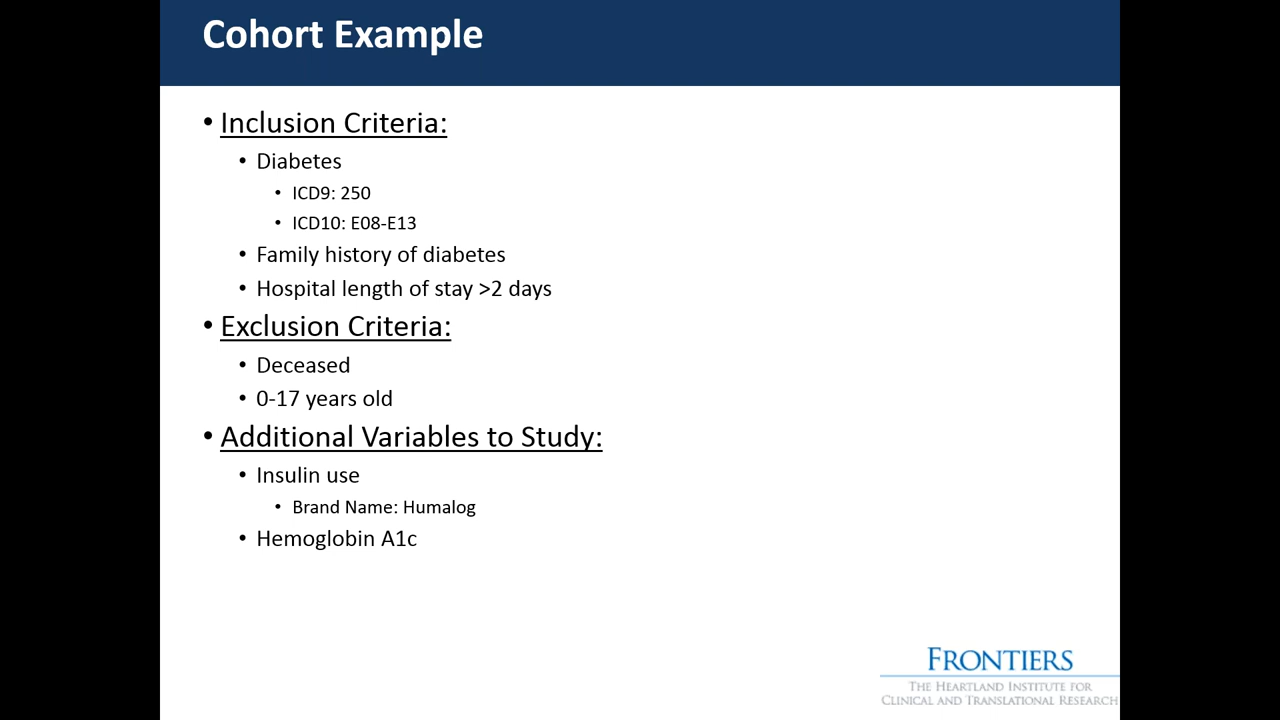 Cohort Example
• Inclusion Criteria:
• Diabetes
• ICD9: 250
• ICD10: E08-E13
• Family history of diabetes
• Hospital length of stay >2 days
• Exclusion Criteria:
• Deceased
• 0-17 years old
• Additional Variables to Study:
• Insulin use
• Brand Name: Humalog
• Hemoglobin A1c
FRONTIERS
THE HEARTLAND INSTITUTE FOR
CLINICAL AND TRANSLATIONAL RESEARCH